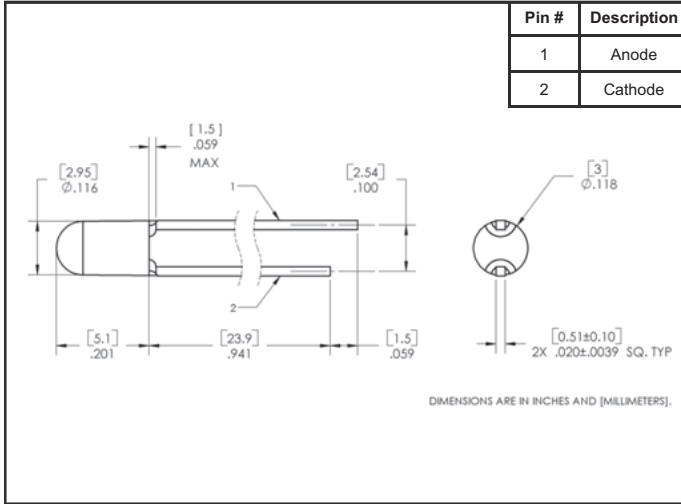 Pin # Description
1 Anode
2 Cathode
[1.5]
.059
MAX
[2.95]
Ø.116
[2.54]
.100
[3]
Ø.118
1
2
[5.1]
.201
[23.9]
.941
[1.5]
.059
[0.51±0.10]
2X .020±.0039 SQ. TYP
DIMENSIONS ARE IN INCHES AND [MILLIMETERS].